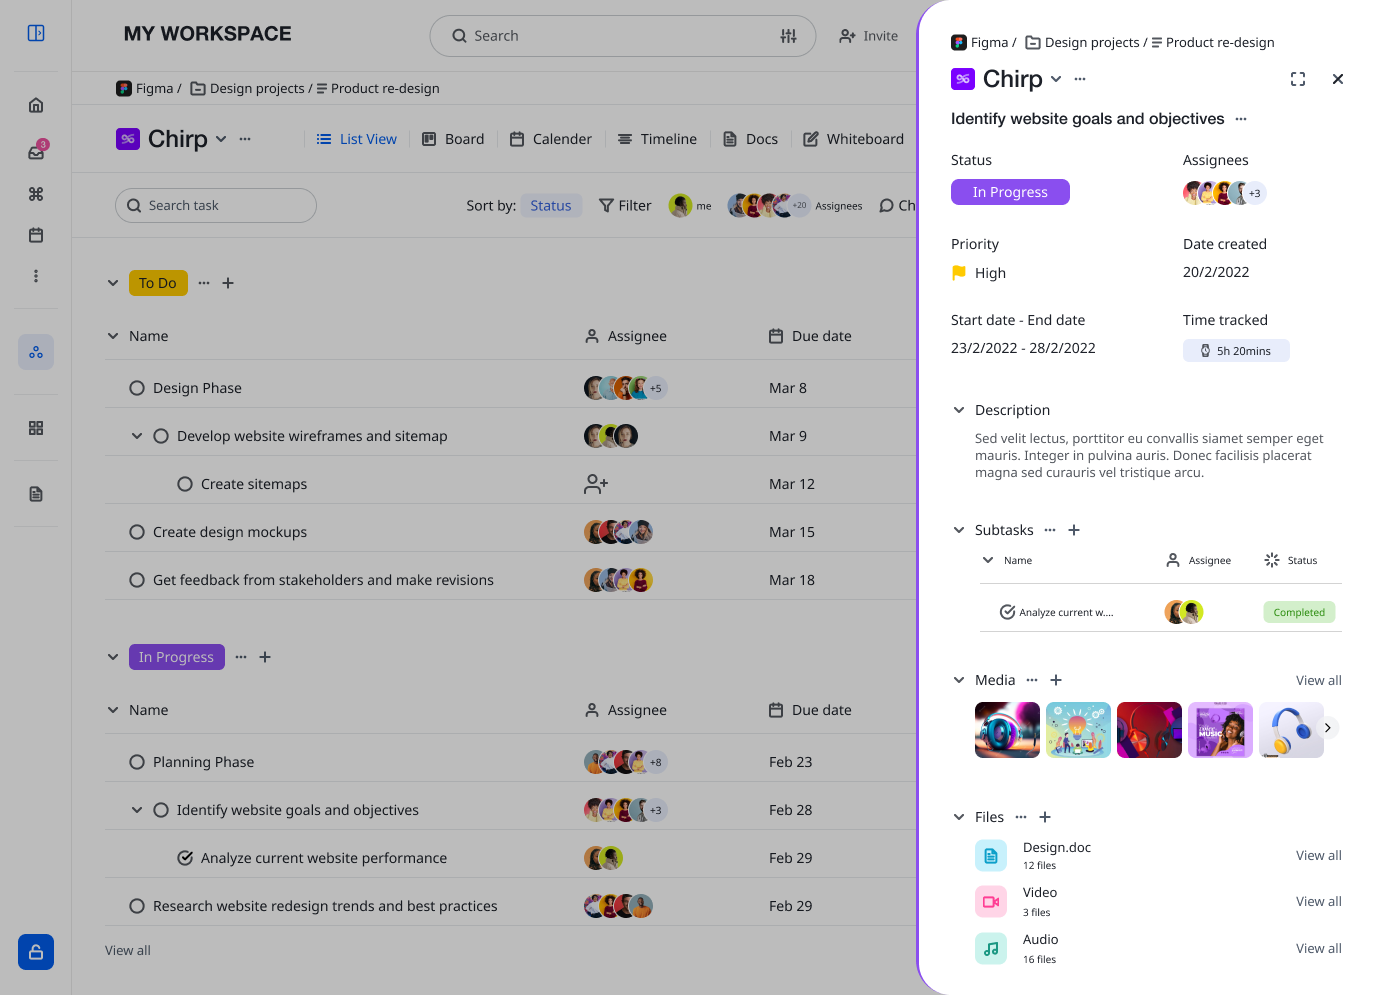 MY WORKSPACE
Search
Invite
3
Figma / Design projects / Product re-design
Chirp
List View
Board
Calender
Timeline
Docs
Whiteboard
Search task
Sort by: Status
Filter
me
+20
Assignees
Ch
To Do
Name
Assignee
Due date
Design Phase
+5
Mar 8
Develop website wireframes and sitemap
Mar 9
Create sitemaps
Mar 12
Create design mockups
Mar 15
Get feedback from stakeholders and make revisions
Mar 18
In Progress
Name
Assignee
Due date
Planning Phase
+8
Feb 23
Identify website goals and objectives
+3
Feb 28
Analyze current website performance
Feb 29
Research website redesign trends and best practices
Feb 29
View all
Figma / Design projects / Product re-design
Chirp
Identify website goals and objectives
Status
Assignees
In Progress
+3
Priority
Date created
High
20/2/2022
Start date - End date
Time tracked
23/2/2022 - 28/2/2022
5h 20mins
Description
Sed velit lectus, porttitor eu convallis siamet semper eget
mauris. Integer in pulvina auris. Donec facilisis placerat
magna sed curauris vel tristique arcu.
Subtasks
Name
Assignee
Status
Analyze current w....
Completed
Media
View all
MUSIC
Files
Design.doc
12 files
View all
Video
3 files
View all
Audio
16 files
View all